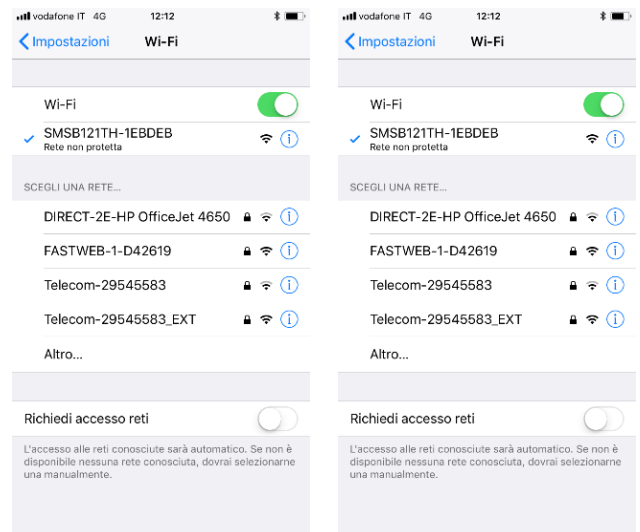 vodafone IT 4G 12:12
Impostazioni Wi-Fi
Wi-Fi
SMSB121TH-1EBDEB
Rete non protetta
SCEGLI UNA RETE...
DIRECT-2E-HP OfficeJet 4650
FASTWEB-1-D42619
Telecom-29545583
Telecom-29545583_EXT
Altro...
Richiedi accesso reti
L'accesso alle reti conosciute sarà automatico. Se non è
disponibile nessuna rete conosciuta, dovrai selezionarne
una manualmente.
vodafone IT 4G 12:12
Impostazioni Wi-Fi
Wi-Fi
SMSB121TH-1EBDEB
Rete non protetta
SCEGLI UNA RETE...
DIRECT-2E-HP OfficeJet 4650
FASTWEB-1-D42619
Telecom-29545583
Telecom-29545583_EXT
Altro...
Richiedi accesso reti
L'accesso alle reti conosciute sarà automatico. Se non è
disponibile nessuna rete conosciuta, dovrai selezionarne
una manualmente.